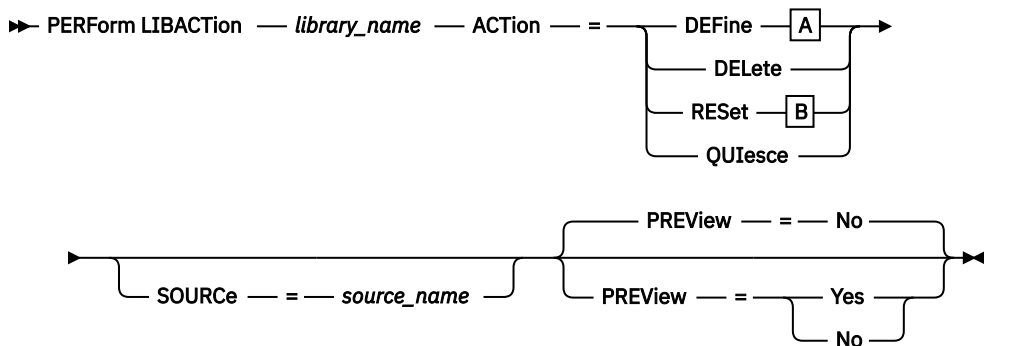 PERForm LIBACTion library_name ACTion = DEFine A
DELete
RESet B
QUIesce
PREView = No
SOURCe = source_name
PREView = Yes
No